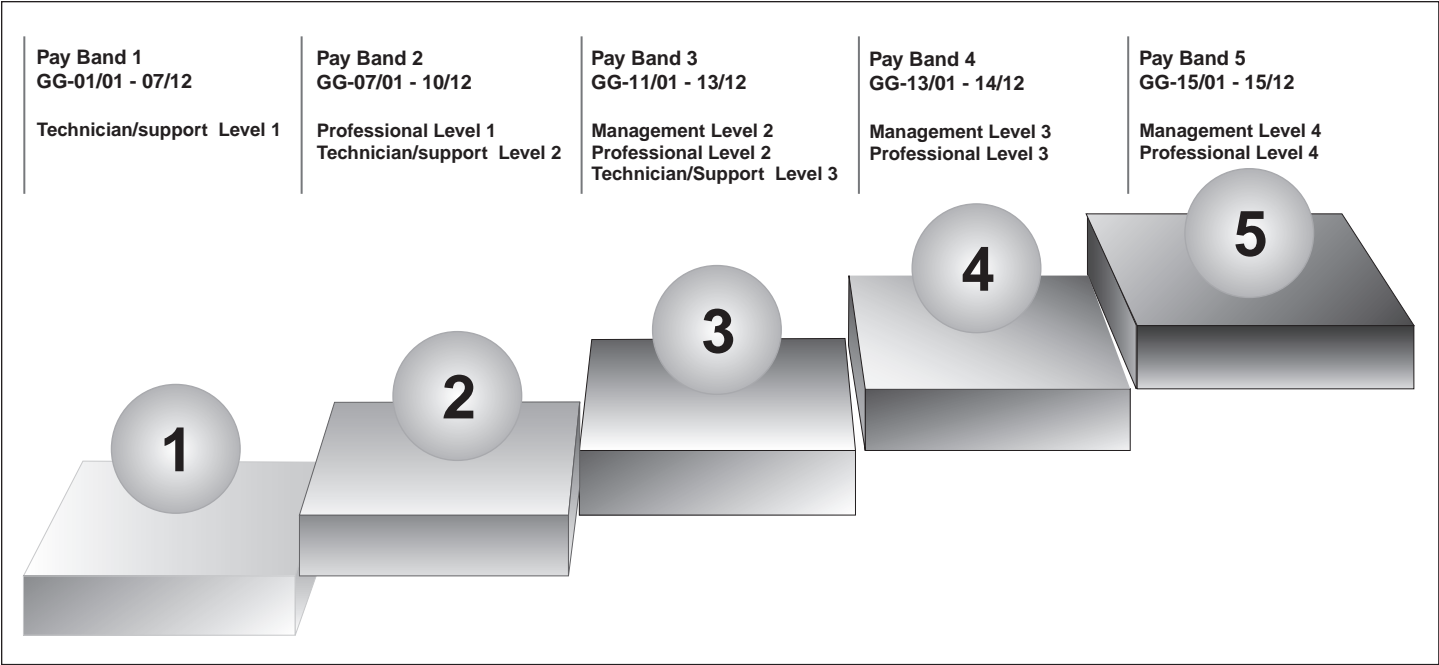 Pay Band 1
GG-01/01 - 07/12
Technician/support Level 1
Pay Band 2
GG-07/01 - 10/12
Professional Level 1
Technician/support Level 2
Pay Band 3
GG-11/01 - 13/12
Management Level 2
Professional Level 2
Technician/Support Level 3
Pay Band 4
GG-13/01 - 14/12
Management Level 3
Professional Level 3
Pay Band 5
GG-15/01 - 15/12
Management Level 4
Professional Level 4
1
2
3
4
5